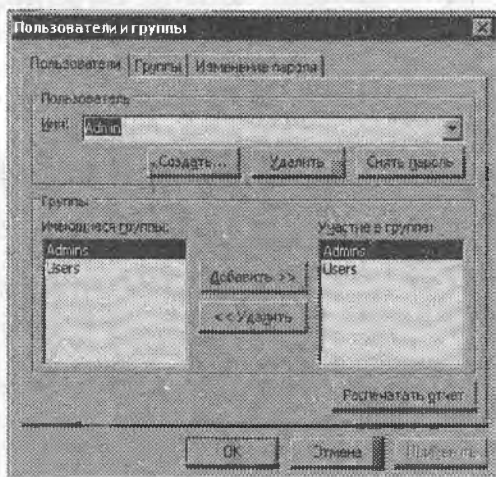 Пользователи и группы
Пользователи Группы Изменение пароля
Пользователь
Имя: Admin
Создать... Удалить Снять пароль
Группы
Имеющиеся группы: Участие в группе:
Admins Admins
Users Users
Добавить >>
<< Удалить
Распечатать отчет
OK Отмена Применить